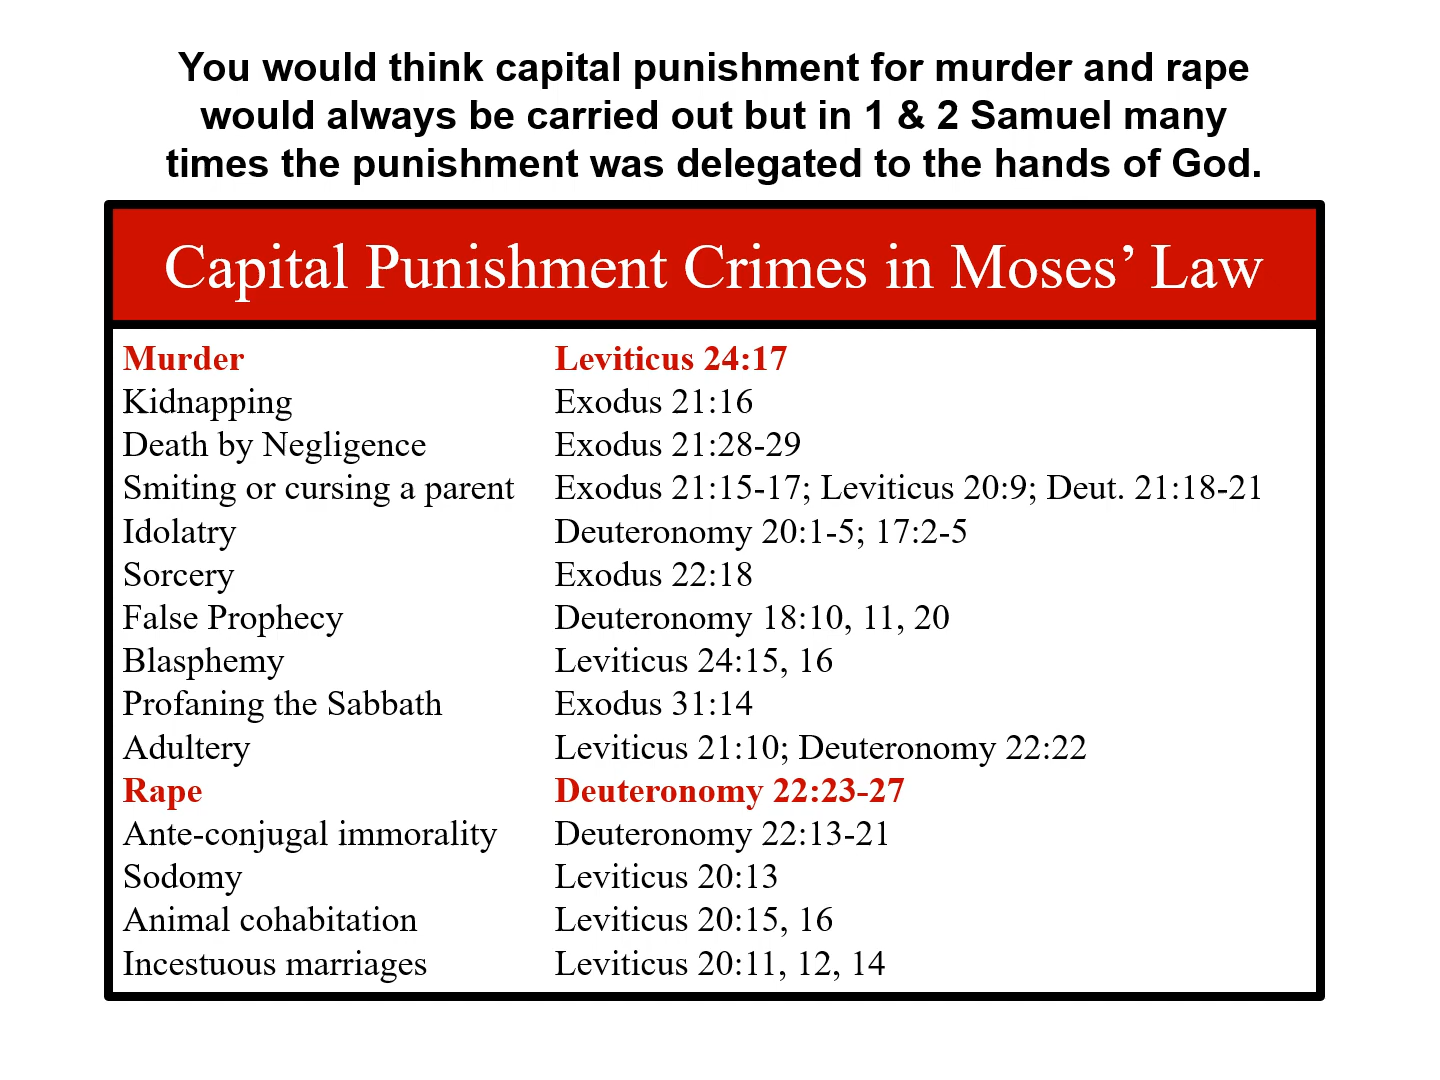 You would think capital punishment for murder and rape
would always be carried out but in 1 & 2 Samuel many
times the punishment was delegated to the hands of God.
Capital Punishment Crimes in Moses’ Law
Murder Leviticus 24:17
Kidnapping Exodus 21:16
Death by Negligence Exodus 21:28-29
Smiting or cursing a parent Exodus 21:15-17; Leviticus 20:9; Deut. 21:18-21
Idolatry Deuteronomy 20:1-5; 17:2-5
Sorcery Exodus 22:18
False Prophecy Deuteronomy 18:10, 11, 20
Blasphemy Leviticus 24:15, 16
Profaning the Sabbath Exodus 31:14
Adultery Leviticus 21:10; Deuteronomy 22:22
Rape Deuteronomy 22:23-27
Ante-conjugal immorality Deuteronomy 22:13-21
Sodomy Leviticus 20:13
Animal cohabitation Leviticus 20:15, 16
Incestuous marriages Leviticus 20:11, 12, 14